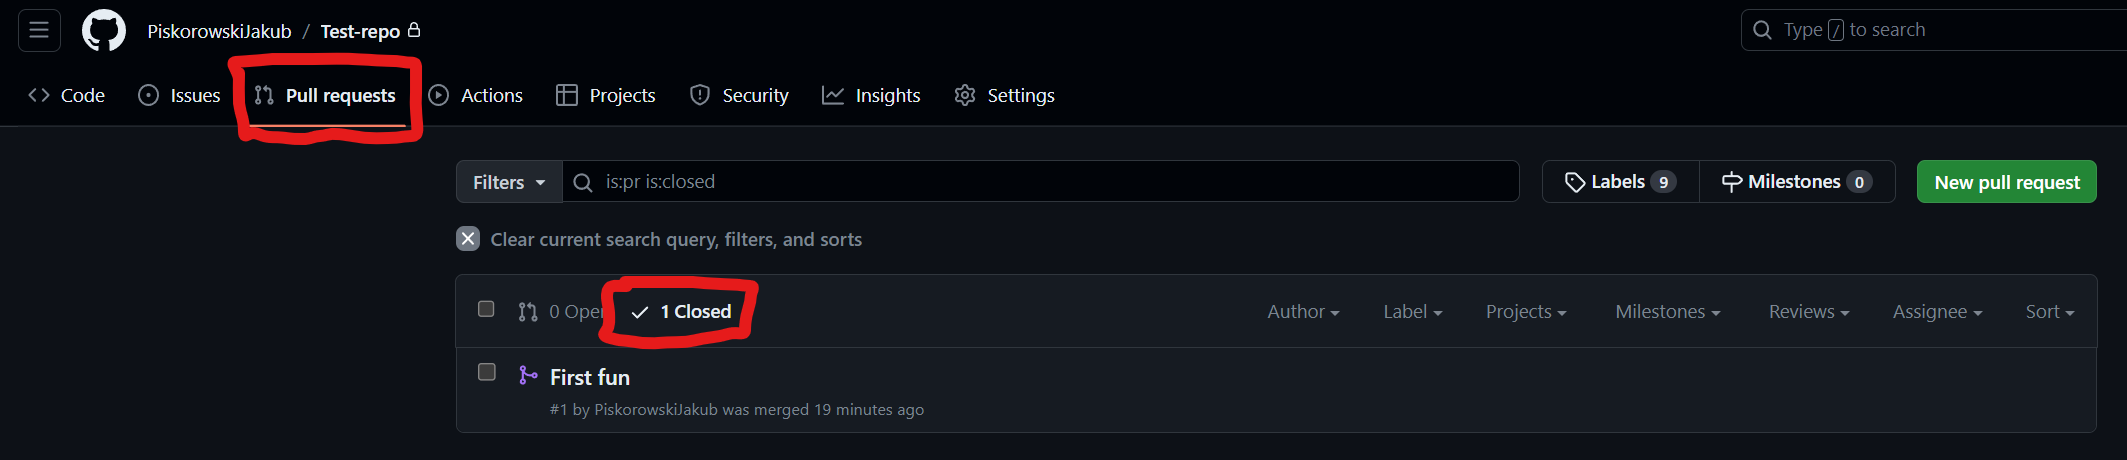 PiskorowskiJakub / Test-repo
Type / to search
Code Issues Pull requests Actions Projects Security Insights Settings
Filters is:pr is:closed Labels 9 Milestones 0 New pull request
Clear current search query, filters, and sorts
0 Open 1 Closed Author Label Projects Milestones Reviews Assignee Sort
First fun
#1 by PiskorowskiJakub was merged 19 minutes ago